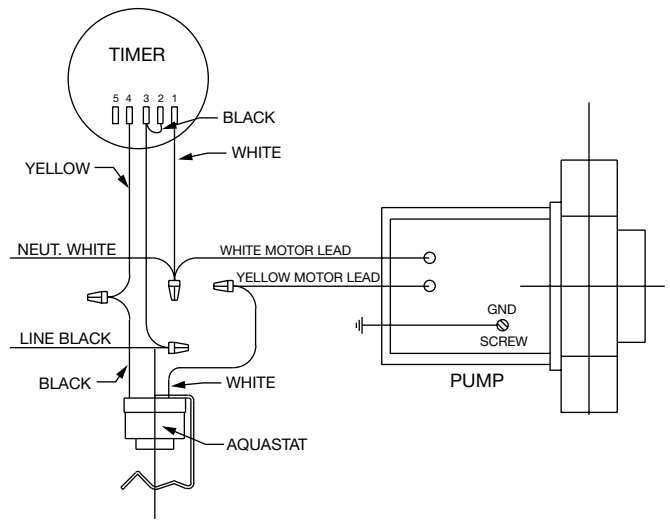 TIMER
5 4 3 2 1
BLACK
WHITE
YELLOW
NEUT. WHITE
WHITE MOTOR LEAD
YELLOW MOTOR LEAD
GND
SCREW
LINE BLACK
PUMP
BLACK
WHITE
AQUASTAT